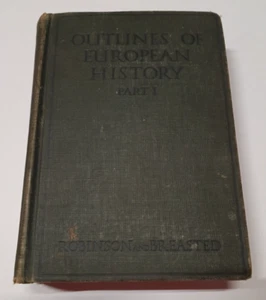 OUTLINES OF
EUROPEAN
HISTORY
PART I
ROBINSON AND BREASTED